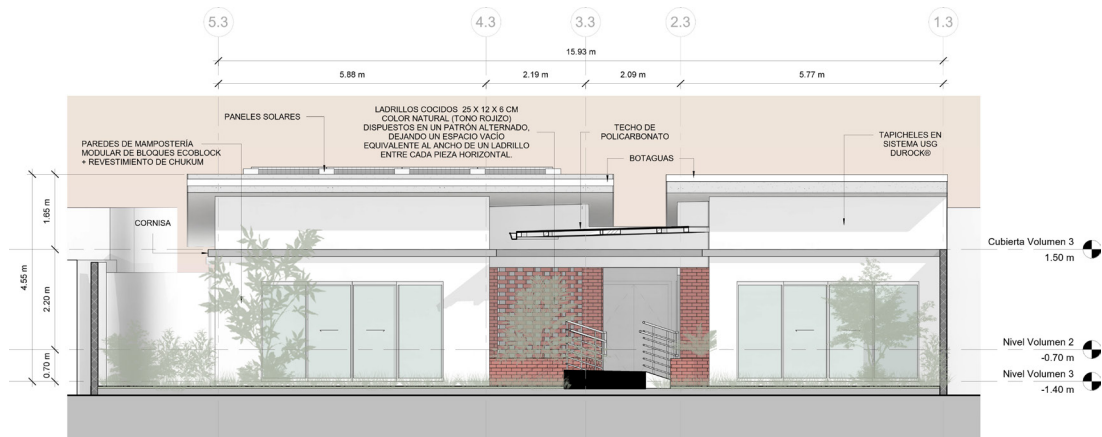 5.3
4.3
3.3
2.3
1.3
15.93 m
5.88 m
2.19 m
2.09 m
5.77 m
PANELES SOLARES
LADRILLOS COCIDOS 25 X 12 X 6 CM
COLOR NATURAL (TONO ROJIZO)
DISPUESTOS EN UN PATRÓN ALTERNADO,
DEJANDO UN ESPACIO VACÍO
EQUIVALENTE AL ANCHO DE UN LADRILLO
ENTRE CADA PIEZA HORIZONTAL.
TECHO DE
POLICARBONATO
BOTAGUAS
TAPICHELES EN
SISTEMA USG
DUROCK®
PAREDES DE MAMPOSTERÍA
MODULAR DE BLOQUES ECOBLOCK
+ REVESTIMIENTO DE CHUKUM
CORNISA
4.55 m
1.65 m
2.20 m
0.70 m
Cubierta Volumen 3
1.50 m
Nivel Volumen 2
-0.70 m
Nivel Volumen 3
-1.40 m